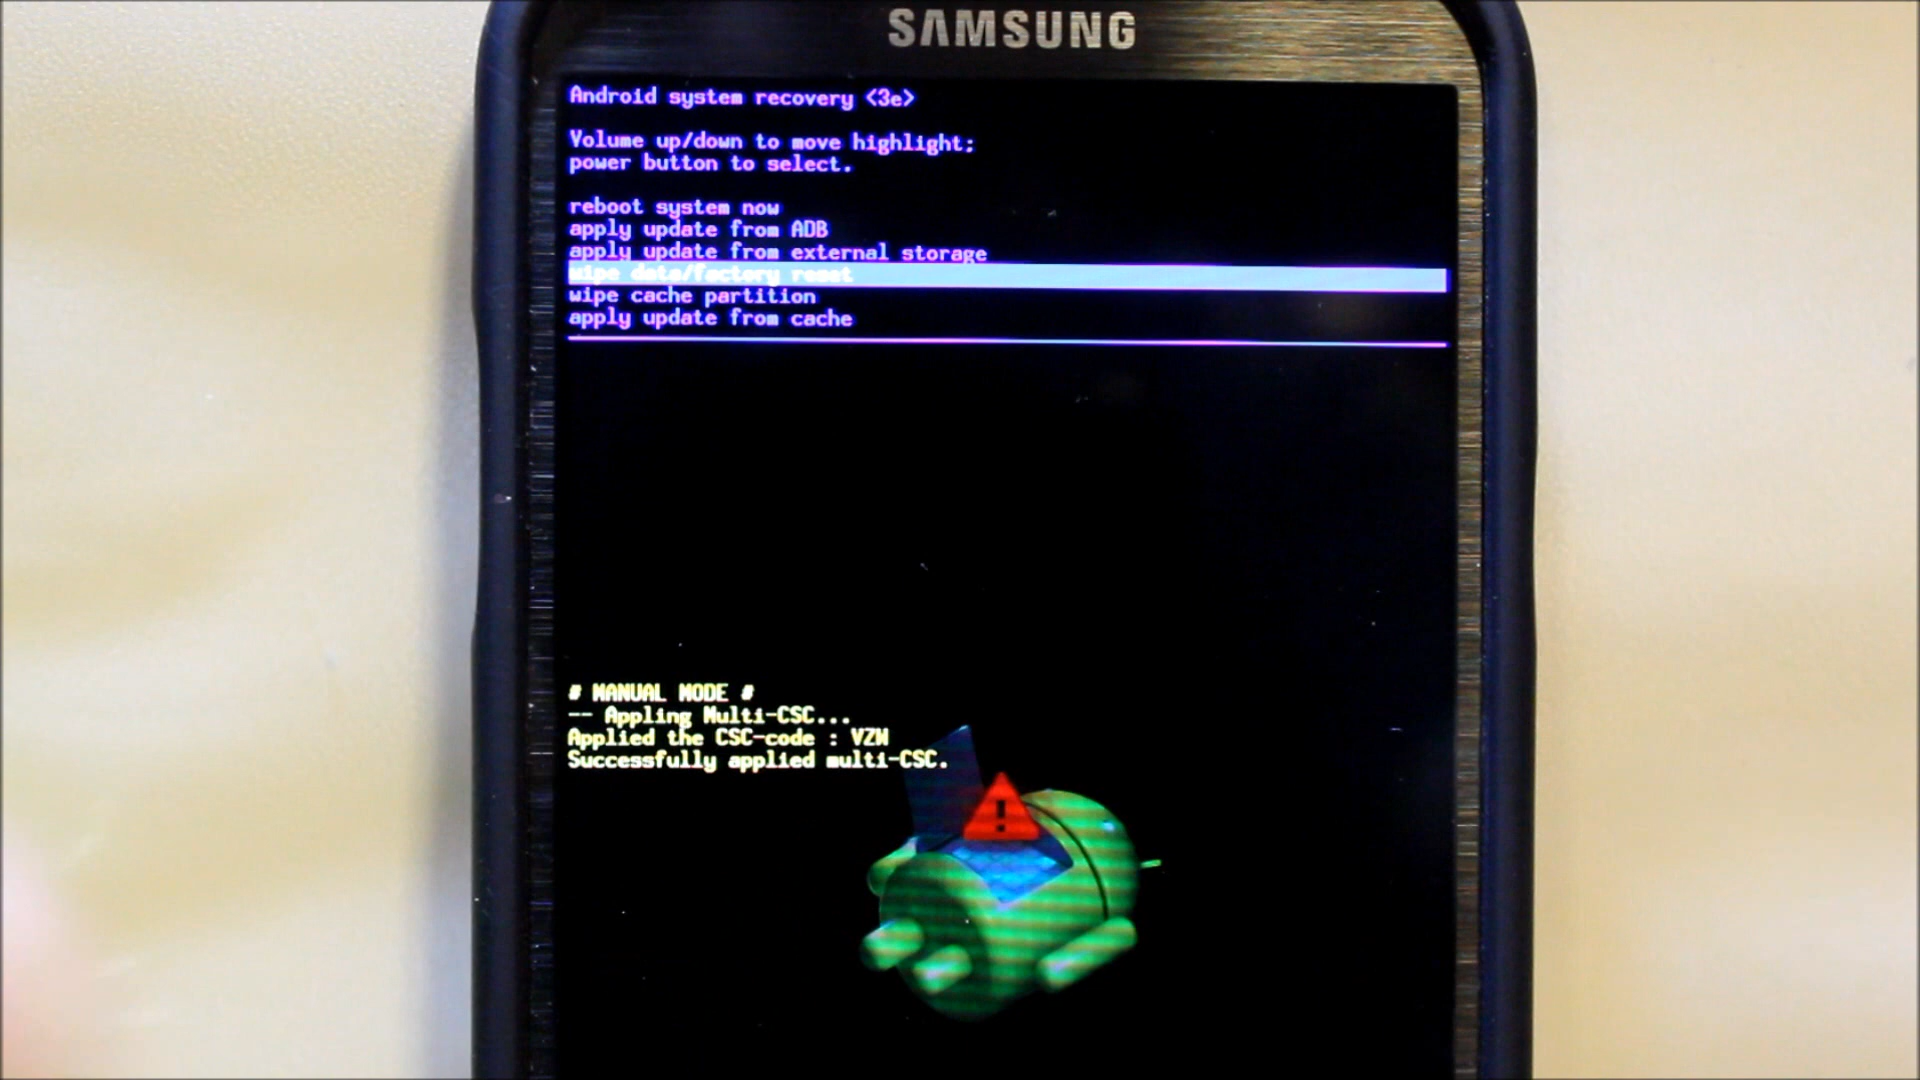 SAMSUNG
Android system recovery <3e>
Volume up/down to move highlight;
power button to select.
reboot system now
apply update from ADB
apply update from external storage
wipe data/factory reset
wipe cache partition
apply update from cache
# MANUAL MODE #
-- Appling Multi-CSC...
Applied the CSC-code : VZW
Successfully applied multi-CSC.
!